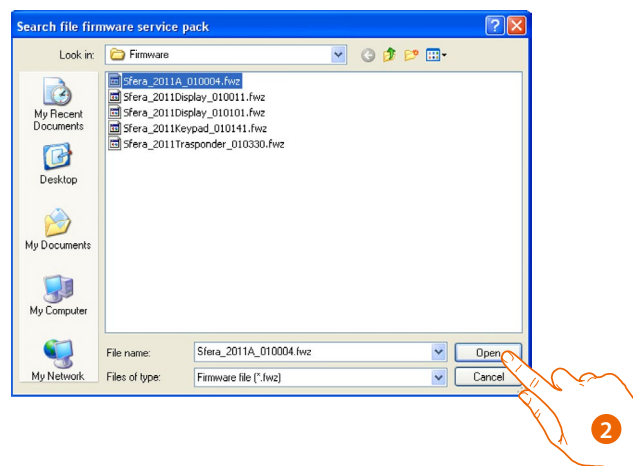 Search file firmware service pack
Look in:
Firmware
My Recent
Documents
Desktop
My Documents
My Computer
My Network
Sfera_2011A_010004.fwz
Sfera_2011Display_010011.fwz
Sfera_2011Display_010101.fwz
Sfera_2011Keypad_010141.fwz
Sfera_2011Trasponder_010330.fwz
File name:
Sfera_2011A_010004.fwz
Open
Files of type:
Firmware file (*.fwz)
Cancel
2